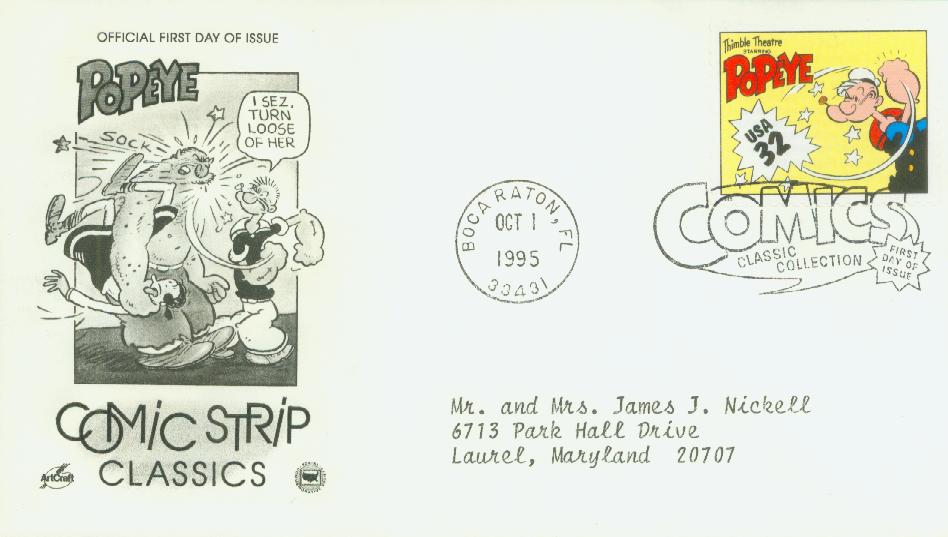 OFFICIAL FIRST DAY OF ISSUE
POPEYE
SOCK
I SEZ,
TURN
LOOSE
OF HER
COMIC STRIP
CLASSICS
ArtCraft
Thimble Theatre
STARRING
POPEYE
USA
32
BOCA RATON, FL
OCT 1
1995
33431
COMICS
CLASSIC
COLLECTION
FIRST
DAY OF
ISSUE
Mr. and Mrs. James J. Nickell
6713 Park Hall Drive
Laurel, Maryland 20707